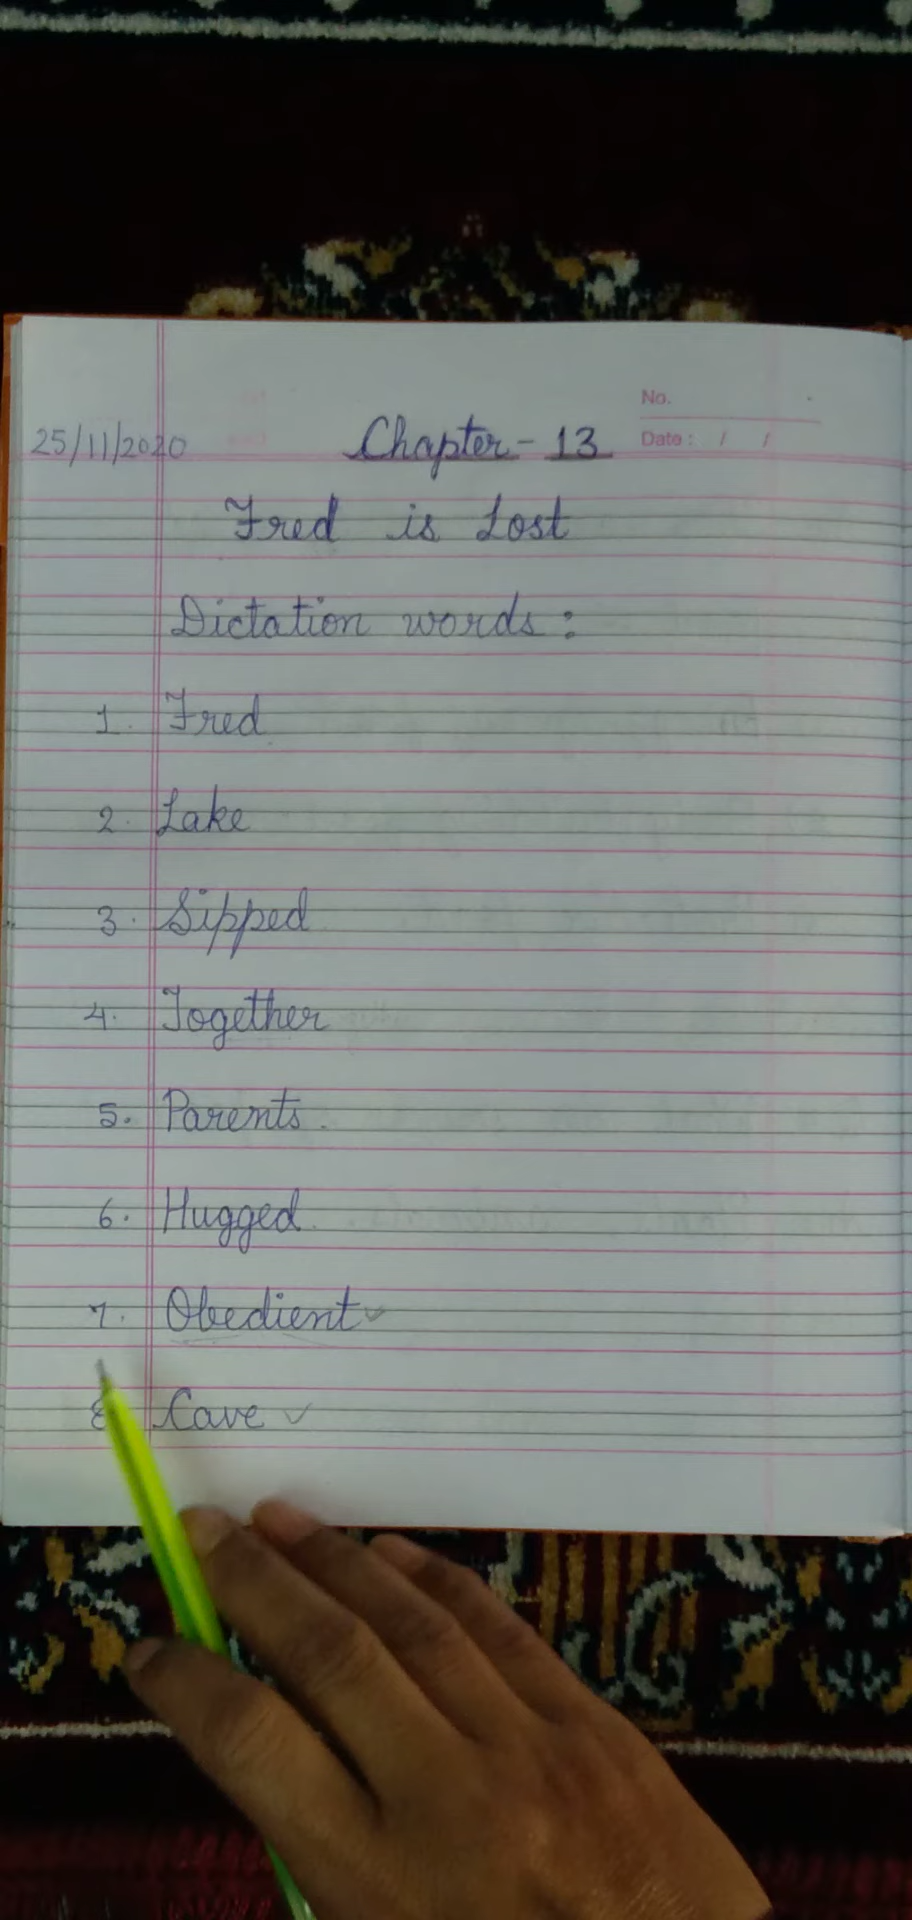 No.
25/11/2020 Chapter - 13 Date: / /
Fred is Lost
Dictation words :
1. Fred
2. Lake
3. Sipped
4. Together
5. Parents.
6. Hugged.
7. Obedient
8. Cave